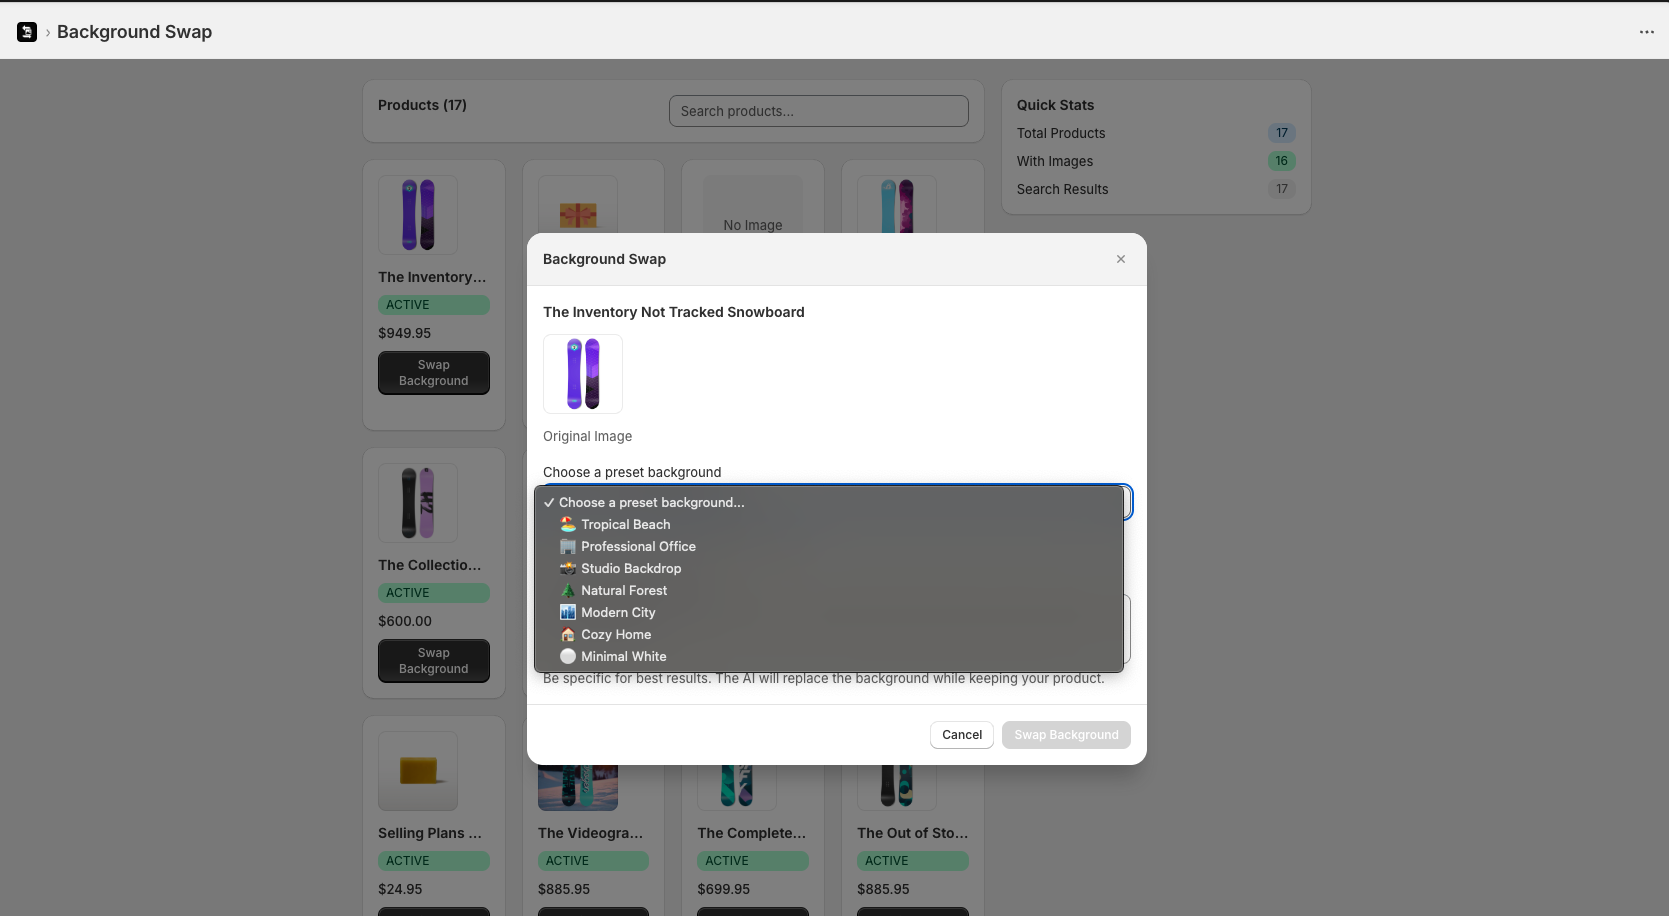 Background Swap
Products (17)
Search products...
Quick Stats
Total Products 17
With Images 16
Search Results 17
No Image
The Inventory...
ACTIVE
$949.95
Swap
Background
Background Swap
The Inventory Not Tracked Snowboard
Original Image
Choose a preset background
✓ Choose a preset background...
Tropical Beach
Professional Office
Studio Backdrop
Natural Forest
Modern City
Cozy Home
Minimal White
Be specific for best results. The AI will replace the background while keeping your product.
Cancel
Swap Background
The Collectio...
ACTIVE
$600.00
Swap
Background
Selling Plans ...
ACTIVE
$24.95
The Videogra...
ACTIVE
$885.95
The Complete...
ACTIVE
$699.95
The Out of Sto...
ACTIVE
$885.95